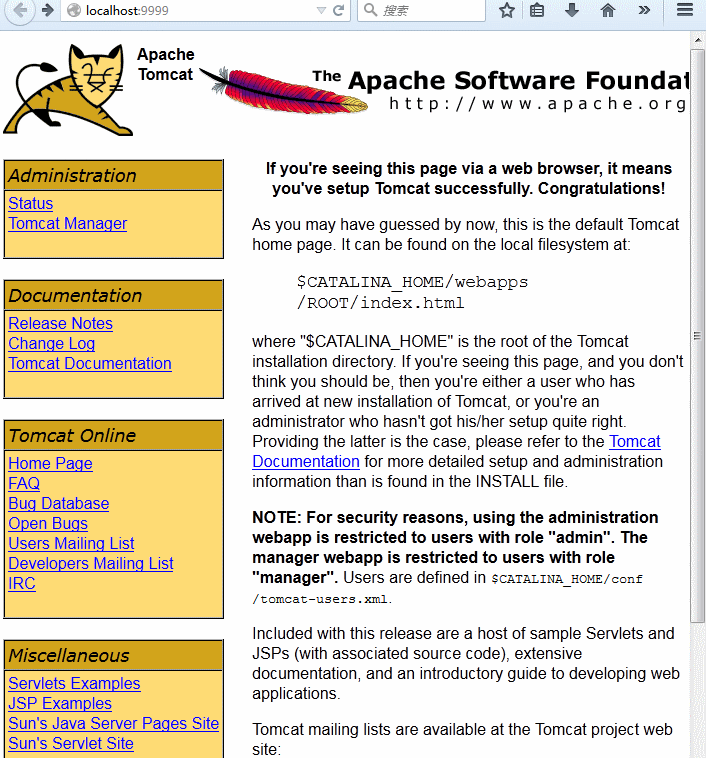 localhost:9999
搜索
Apache
Tomcat
The Apache Software Foundat
http://www.apache.org
Administration
Status
Tomcat Manager
Documentation
Release Notes
Change Log
Tomcat Documentation
Tomcat Online
Home Page
FAQ
Bug Database
Open Bugs
Users Mailing List
Developers Mailing List
IRC
Miscellaneous
Servlets Examples
JSP Examples
Sun's Java Server Pages Site
Sun's Servlet Site
If you're seeing this page via a web browser, it means
you've setup Tomcat successfully. Congratulations!
As you may have guessed by now, this is the default Tomcat
home page. It can be found on the local filesystem at:
$CATALINA_HOME/webapps
/ROOT/index.html
where "$CATALINA_HOME" is the root of the Tomcat
installation directory. If you're seeing this page, and you don't
think you should be, then you're either a user who has
arrived at new installation of Tomcat, or you're an
administrator who hasn't got his/her setup quite right.
Providing the latter is the case, please refer to the Tomcat
Documentation for more detailed setup and administration
information than is found in the INSTALL file.
NOTE: For security reasons, using the administration
webapp is restricted to users with role "admin". The
manager webapp is restricted to users with role
"manager". Users are defined in $CATALINA_HOME/conf
/tomcat-users.xml.
Included with this release are a host of sample Servlets and
JSPs (with associated source code), extensive
documentation, and an introductory guide to developing web
applications.
Tomcat mailing lists are available at the Tomcat project web
site: